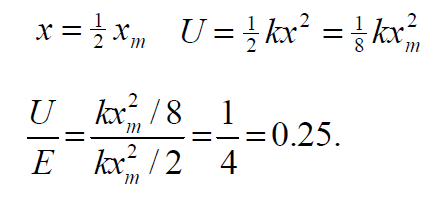 x = ½ x_m   U = ½ kx² = ⅛ kx_m²
U/E = (kx_m² / 8)/(kx_m² / 2) = 1/4 = 0.25.